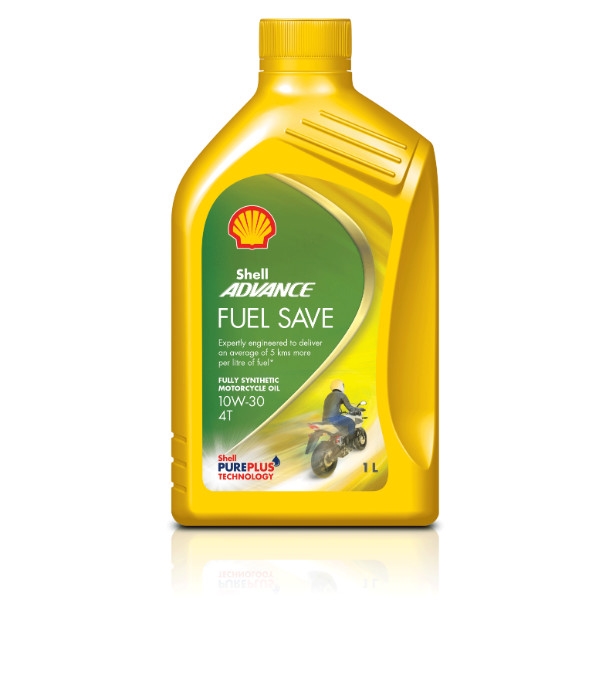 Shell
ADVANCE
FUEL SAVE
Expertly engineered to deliver
an average of 5 kms more
per litre of fuel*
FULLY SYNTHETIC
MOTORCYCLE OIL
10W-30
4T
Shell
PUREPLUS
TECHNOLOGY
1 L